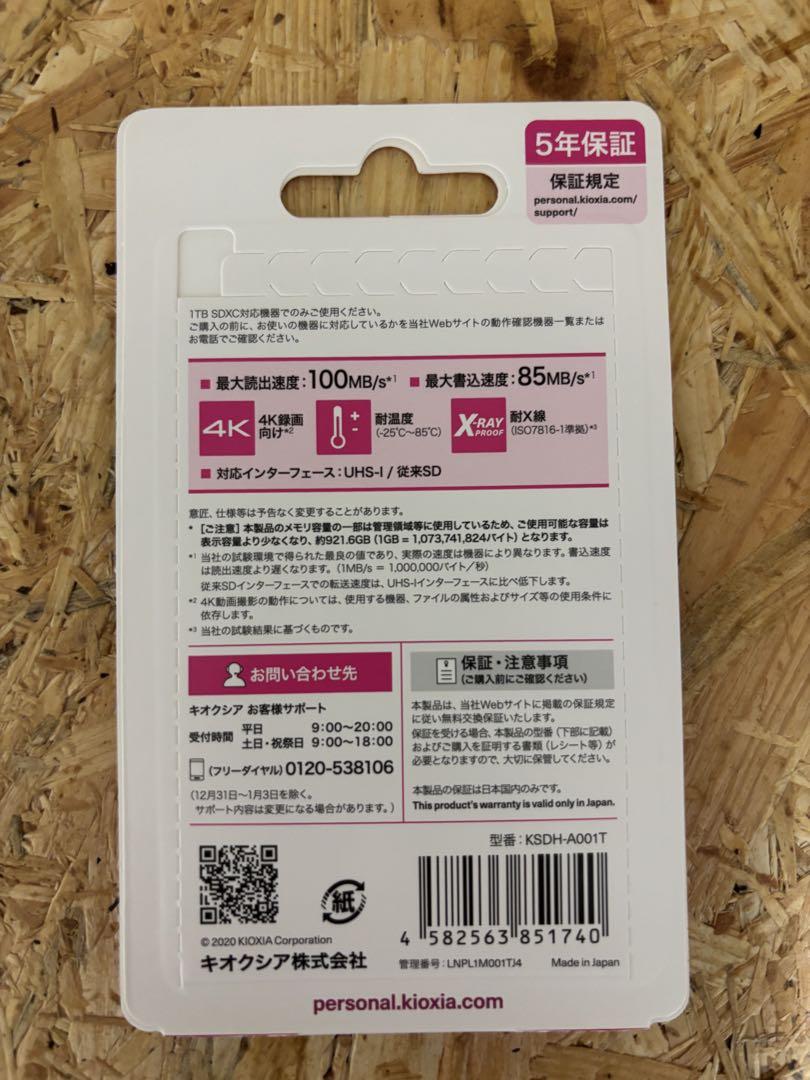 5年保証
保証規定
personal.kioxia.com/
support/
1TB SDXC対応機器でのみご使用ください。
ご購入の前に、お使いの機器に対応しているかを当社Webサイトの動作確認機器一覧または
お電話でご確認ください。
■ 最大読出速度：100MB/s*1 ■ 最大書込速度：85MB/s*1
4K 4K録画向け*2 耐温度(-25℃～85℃) X-RAY PROOF 耐X線(ISO7816-1準拠)*3
■ 対応インターフェース：UHS-I / 従来SD
意匠、仕様等は予告なく変更することがあります。
* 【ご注意】本製品のメモリ容量の一部は管理領域等に使用しているため、ご使用可能な容量は
表示容量より少なくなり、約921.6GB（1GB = 1,073,741,824バイト）となります。
*1 当社の試験環境で得られた最良の値であり、実際の速度は機器により異なります。書込速度
は読出速度より遅くなります。（1MB/s = 1,000,000バイト／秒）
従来SDインターフェースでの転送速度は、UHS-Iインターフェースに比べ低下します。
*2 4K動画撮影の動作については、使用する機器、ファイルの属性およびサイズ等の使用条件に
依存します。
*3 当社の試験結果に基づくものです。
お問い合わせ先
キオクシア お客様サポート
受付時間 平日 9:00～20:00
土日・祝祭日 9:00～18:00
(フリーダイヤル) 0120-538106
（12月31日～1月3日を除く。
サポート内容は変更になる場合があります。）
保証・注意事項
(ご購入前にご確認ください)
本製品は、当社Webサイトに掲載の保証規定
に従い無料交換保証いたします。
保証を受ける場合、本製品の型番（下部に記載）
およびご購入を証明する書類（レシート等）が
必要となりますので、大切に保管してください。
本製品の保証は日本国内のみです。
This product's warranty is valid only in Japan.
型番：KSDH-A001T
紙
4 582563 851740
© 2020 KIOXIA Corporation
キオクシア株式会社
管理番号：LNPL1M001TJ4 Made in Japan
personal.kioxia.com